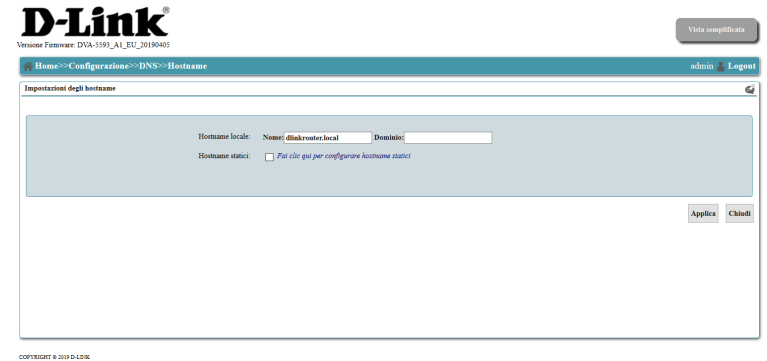 D-Link®
Versione Firmware: DVA-5593_A1_EU_20190405
Vista semplificata
Home>>Configurazione>>DNS>>Hostname
admin Logout
Impostazioni degli hostname
Hostname locale: Nome: dlinkrouter.local Dominio:
Hostname statici: Fai clic qui per configurare hostname statici
Applica Chiudi
COPYRIGHT © 2019 D-LINK